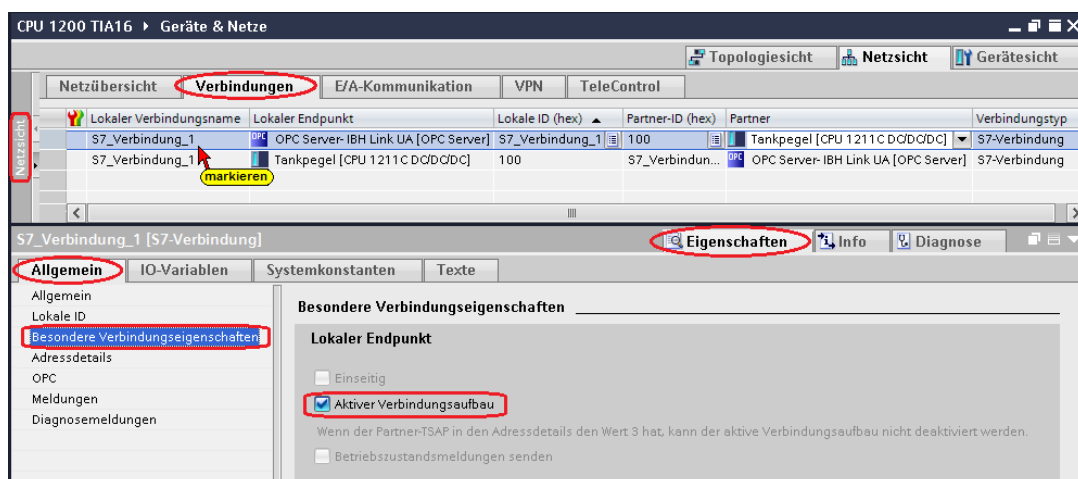 CPU 1200 TIA16 ▸ Geräte & Netze
Topologiesicht Netzsicht Gerätesicht
Netzübersicht Verbindungen E/A-Kommunikation VPN TeleControl
Netzsicht
Lokaler Verbindungsname Lokaler Endpunkt Lokale ID (hex) Partner-ID (hex) Partner Verbindungstyp
S7_Verbindung_1 OPC OPC Server- IBH Link UA [OPC Server] S7_Verbindung_1 100 Tankpegel [CPU 1211C DC/DC/DC] S7-Verbindung
S7_Verbindung_1 Tankpegel [CPU 1211C DC/DC/DC] 100 S7_Verbindun... OPC OPC Server- IBH Link UA [OPC Server] S7-Verbindung
markieren
S7_Verbindung_1 [S7-Verbindung]
Eigenschaften Info Diagnose
Allgemein IO-Variablen Systemkonstanten Texte
Allgemein
Lokale ID
Besondere Verbindungseigenschaften
Adressdetails
OPC
Meldungen
Diagnosemeldungen
Besondere Verbindungseigenschaften
Lokaler Endpunkt
Einseitig
Aktiver Verbindungsaufbau
Wenn der Partner-TSAP in den Adressdetails den Wert 3 hat, kann der aktive Verbindungsaufbau nicht deaktiviert werden.
Betriebszustandsmeldungen senden